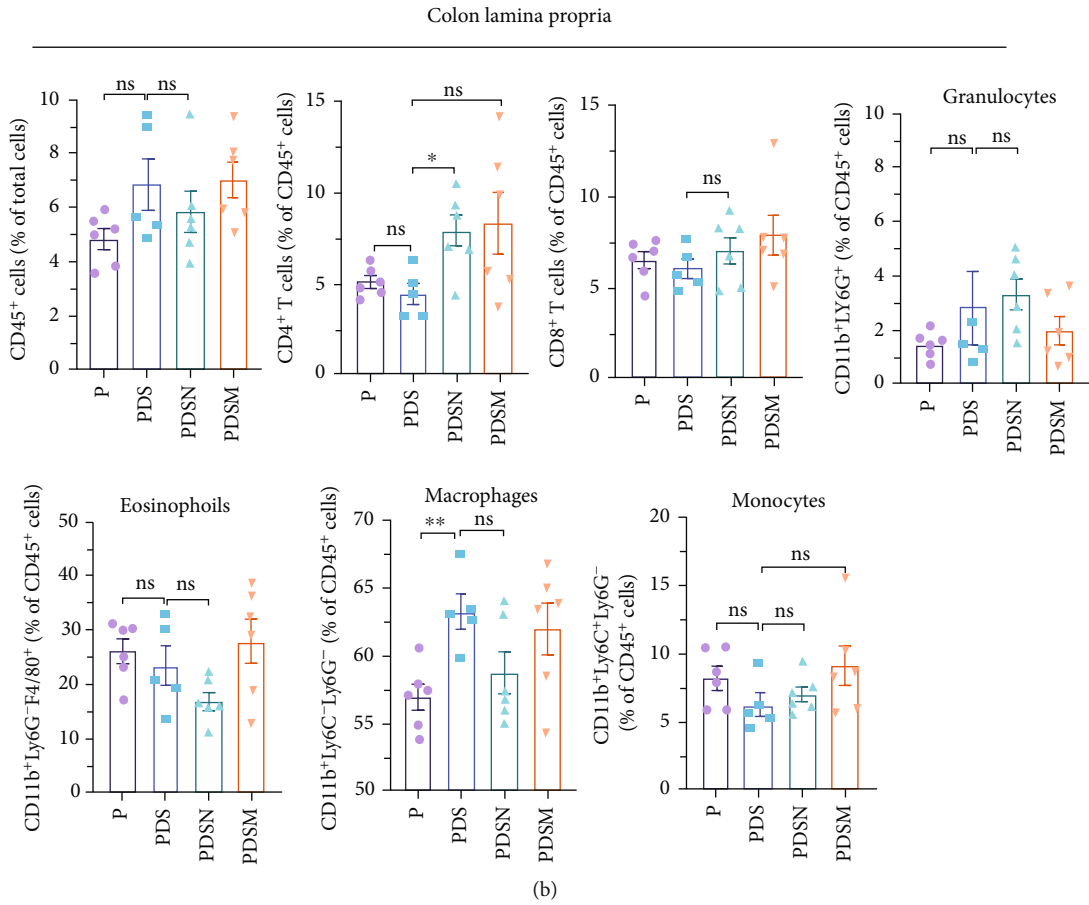 Colon lamina propria
CD45⁺ cells (% of total cells)
10
8
6
4
2
0
ns
ns
P
PDS
PDSN
PDSM
CD4⁺ T cells (% of CD45⁺ cells)
15
10
5
0
ns
*
ns
P
PDS
PDSN
PDSM
CD8⁺ T cells (% of CD45⁺ cells)
15
10
5
0
ns
P
PDS
PDSN
PDSM
Granulocytes
CD11b⁺LY6G⁺ (% of CD45⁺ cells)
10
8
6
4
2
0
ns
ns
P
PDS
PDSN
PDSM
Eosinophoils
CD11b⁺Ly6G⁻F4/80⁺ (% of CD45⁺ cells)
50
40
30
20
10
0
ns
ns
P
PDS
PDSN
PDSM
Macrophages
CD11b⁺Ly6C⁻Ly6G⁻ (% of CD45⁺ cells)
70
65
60
55
50
**
ns
P
PDS
PDSN
PDSM
Monocytes
CD11b⁺Ly6C⁺Ly6G⁻
(% of CD45⁺ cells)
20
15
10
5
0
ns
ns
ns
P
PDS
PDSN
PDSM
(b)